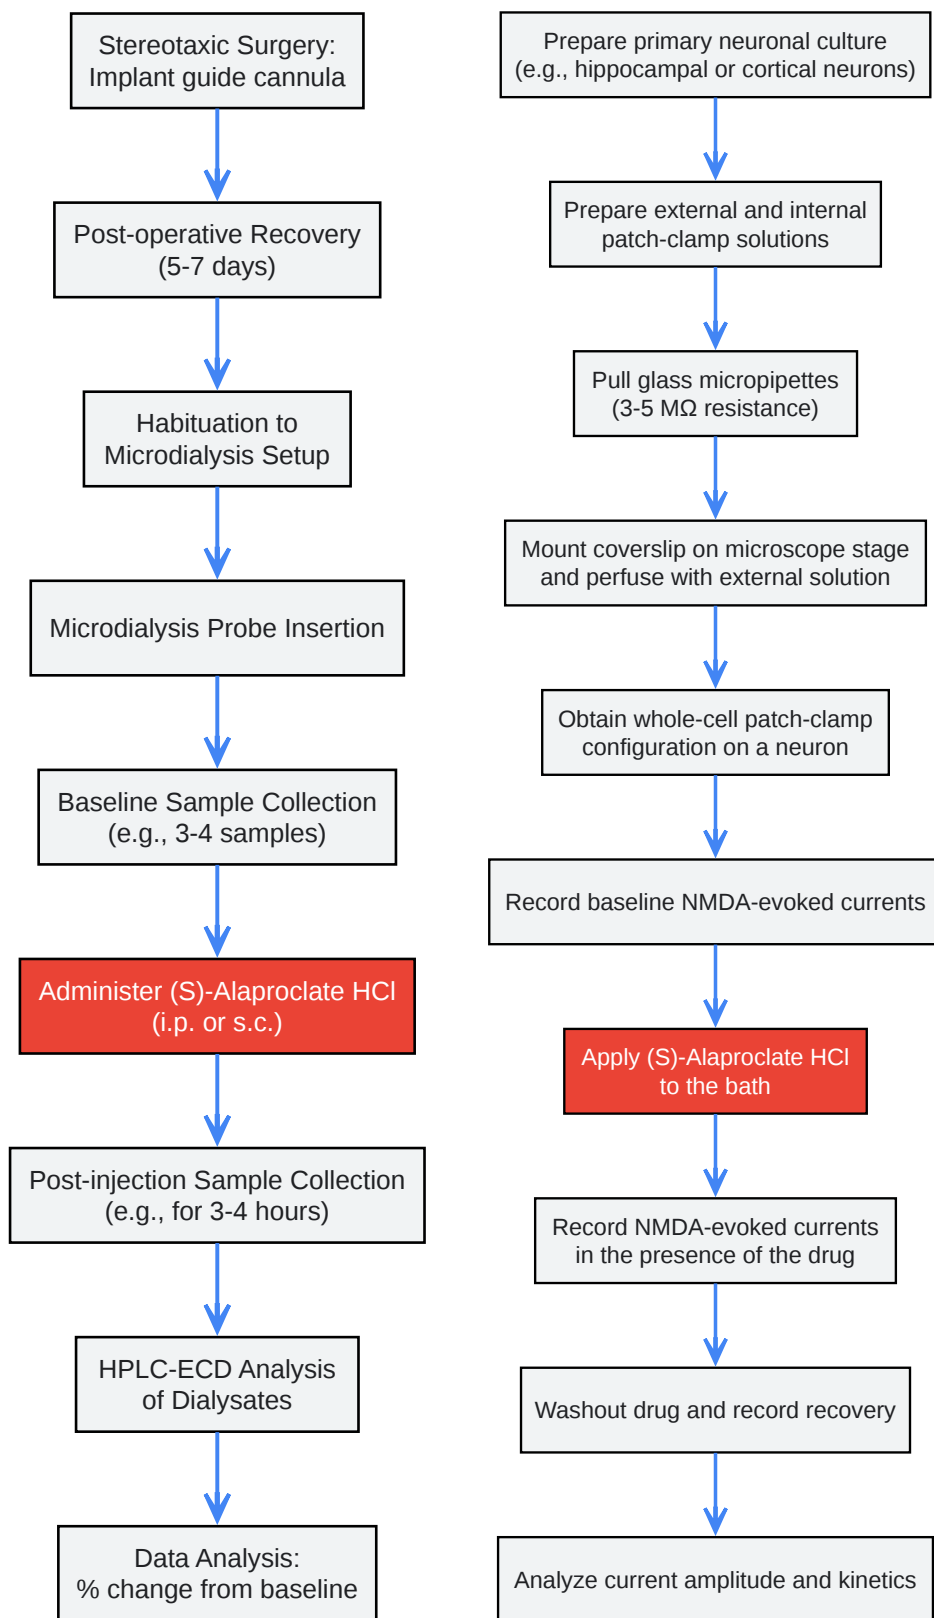 Stereotaxic Surgery:
Implant guide cannula
Post-operative Recovery
(5-7 days)
Habituation to
Microdialysis Setup
Microdialysis Probe Insertion
Baseline Sample Collection
(e.g., 3-4 samples)
Administer (S)-Alaproclate HCl
(i.p. or s.c.)
Post-injection Sample Collection
(e.g., for 3-4 hours)
HPLC-ECD Analysis
of Dialysates
Data Analysis:
% change from baseline
Prepare primary neuronal culture
(e.g., hippocampal or cortical neurons)
Prepare external and internal
patch-clamp solutions
Pull glass micropipettes
(3-5 MΩ resistance)
Mount coverslip on microscope stage
and perfuse with external solution
Obtain whole-cell patch-clamp
configuration on a neuron
Record baseline NMDA-evoked currents
Apply (S)-Alaproclate HCl
to the bath
Record NMDA-evoked currents
in the presence of the drug
Washout drug and record recovery
Analyze current amplitude and kinetics